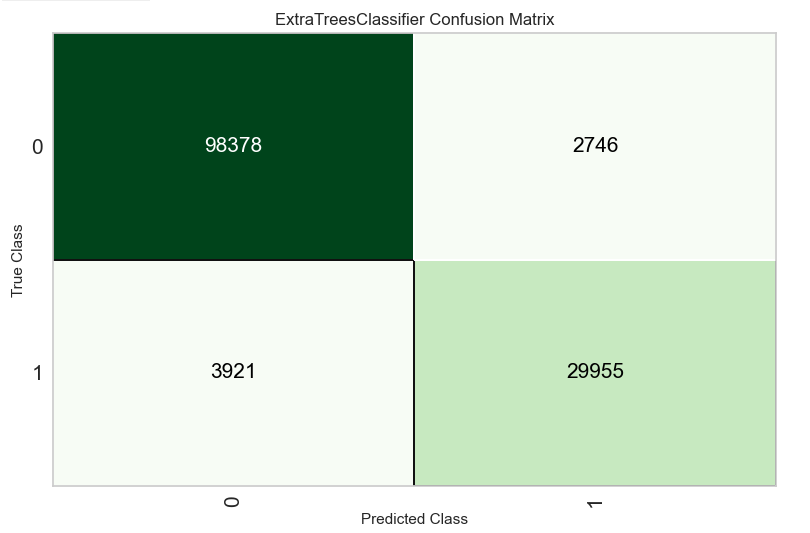 ExtraTreesClassifier Confusion Matrix
True Class
0
98378
2746
1
3921
29955
0
1
Predicted Class